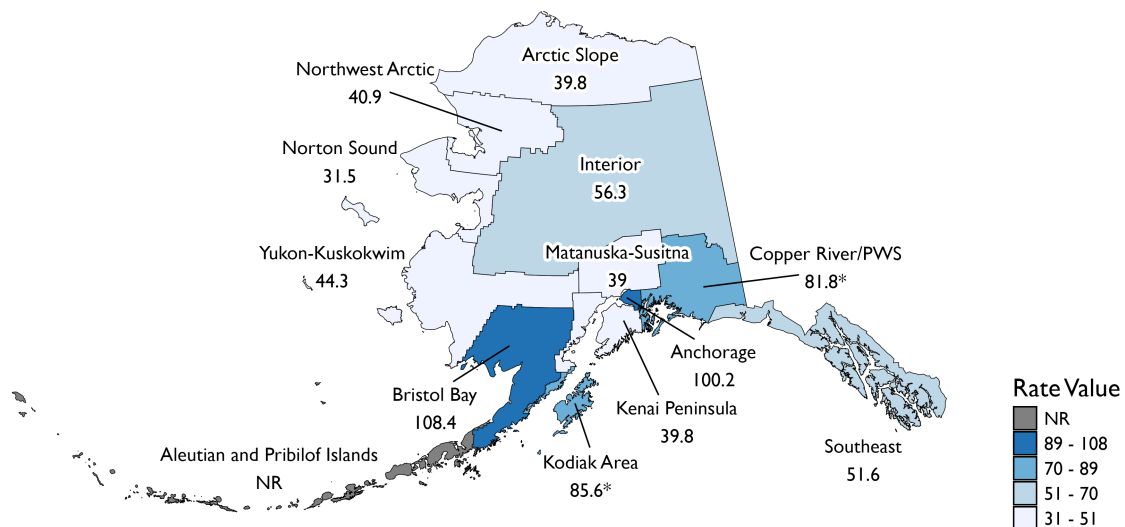 Arctic Slope
39.8
Northwest Arctic
40.9
Norton Sound
31.5
Interior
56.3
Yukon-Kuskokwim
44.3
Matanuska-Susitna
39
Copper River/PWS
81.8*
Anchorage
100.2
Bristol Bay
108.4
Kenai Peninsula
39.8
Kodiak Area
85.6*
Aleutian and Pribilof Islands
NR
Southeast
51.6
Rate Value
NR
89 - 108
70 - 89
51 - 70
31 - 51